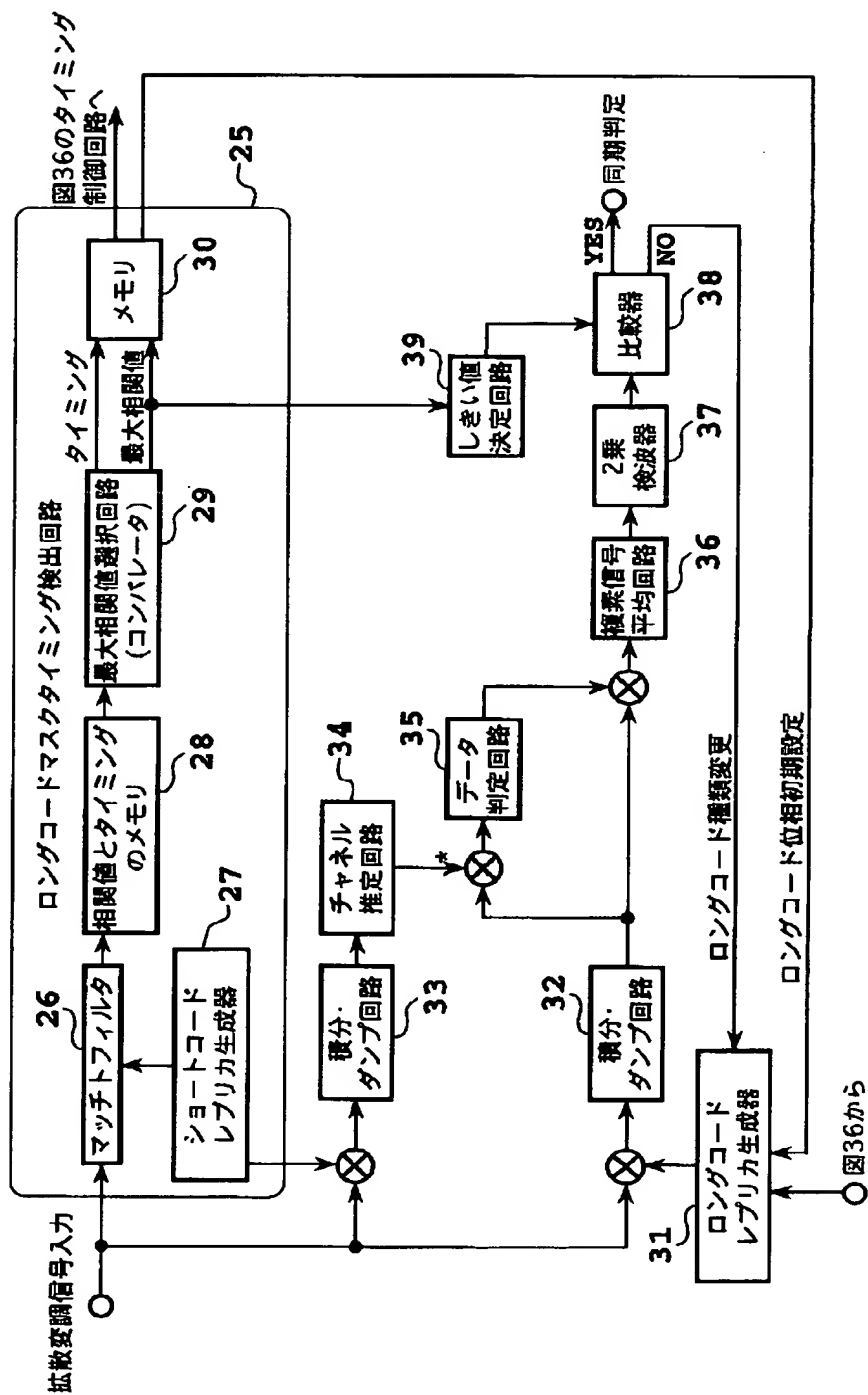 拡散変調信号入力
ロングコードマスクタイミング検出回路
25
26
マッチトフィルタ
ショートコード
レプリカ生成器
27
相関値とタイミング
のメモリ
28
最大相関値選択回路
(コンパレータ)
29
タイミング
最大相関値
メモリ
30
図36のタイミング
制御回路へ
積分・
ダンプ回路
33
チャネル
推定回路
34
*
データ
判定回路
35
しきい値
決定回路
39
積分・
ダンプ回路
32
複素信号
平均回路
36
2乗
検波器
37
比較器
38
YES
NO
同期判定
ロングコード
レプリカ生成器
31
ロングコード種類変更
ロングコード位相初期設定
図36から